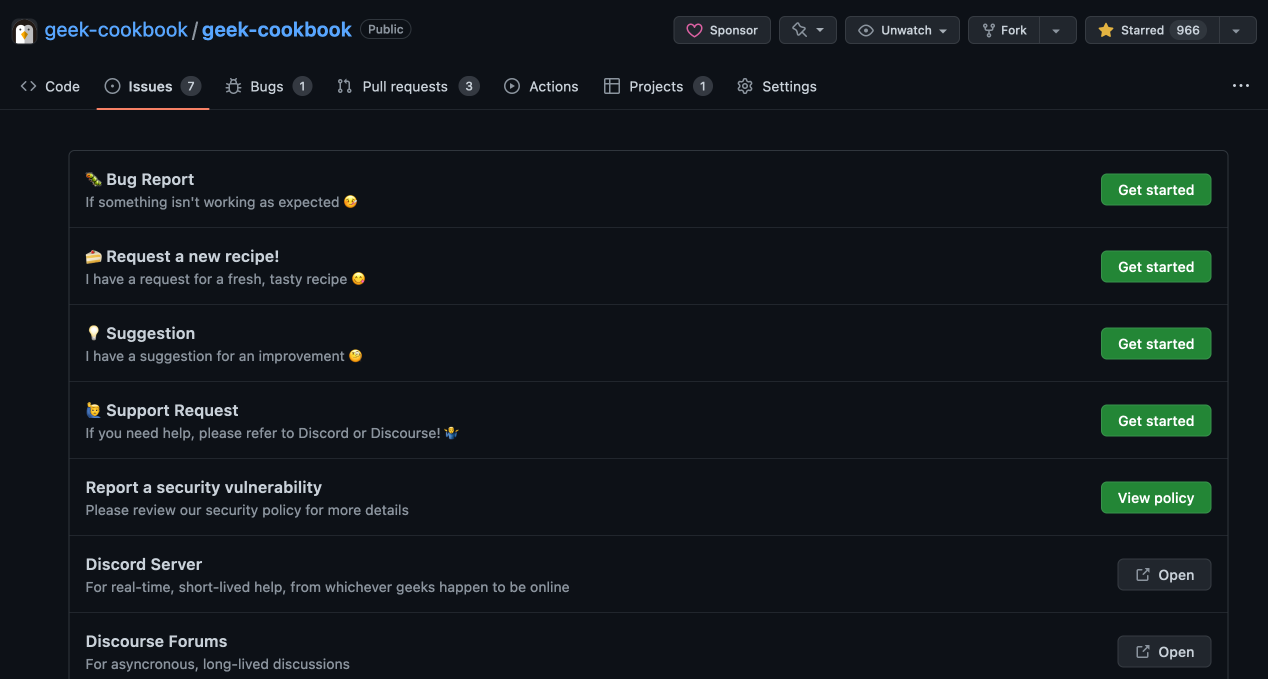 geek-cookbook / geek-cookbook Public Sponsor Unwatch Fork Starred 966
Code Issues 7 Bugs 1 Pull requests 3 Actions Projects 1 Settings
🐛 Bug Report
If something isn't working as expected 🤨
Get started
🍰 Request a new recipe!
I have a request for a fresh, tasty recipe 😋
Get started
💡 Suggestion
I have a suggestion for an improvement 🧐
Get started
🙋‍♂️ Support Request
If you need help, please refer to Discord or Discourse! 🤷‍♂️
Get started
Report a security vulnerability
Please review our security policy for more details
View policy
Discord Server
For real-time, short-lived help, from whichever geeks happen to be online
Open
Discourse Forums
For asyncronous, long-lived discussions
Open